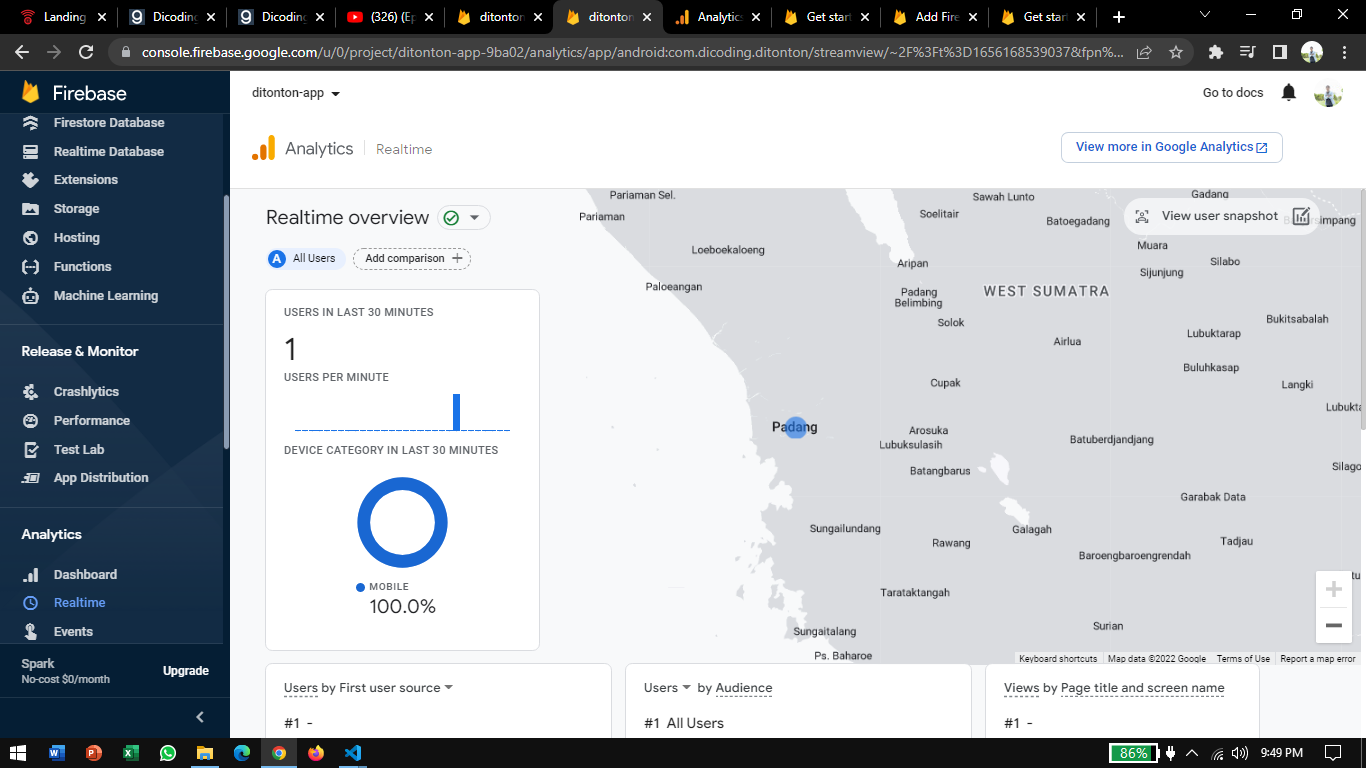 Landing
Dicoding
Dicoding
(326) (Ep
ditonton
ditonton
Analytics
Get start
Add Fire
Get start
console.firebase.google.com/u/0/project/ditonton-app-9ba02/analytics/app/android:com.dicoding.ditonton/streamview/~2F%3Ft%3D1656168539037&fpn%...
Firebase
Firestore Database
Realtime Database
Extensions
Storage
Hosting
Functions
Machine Learning
Release & Monitor
Crashlytics
Performance
Test Lab
App Distribution
Analytics
Dashboard
Realtime
Events
Spark
No-cost $0/month
Upgrade
ditonton-app
Go to docs
Analytics
Realtime
View more in Google Analytics
Realtime overview
A All Users
Add comparison
USERS IN LAST 30 MINUTES
1
USERS PER MINUTE
DEVICE CATEGORY IN LAST 30 MINUTES
MOBILE
100.0%
Pariaman Sel.
Pariaman
Sawah Lunto
Gadang
Soelitair
Batoegadang
View user snapshot
Loeboekaloeng
Muara
Aripan
Silabo
Sijunjung
Paloeangan
Padang
Belimbing
WEST SUMATRA
Solok
Bukitsabalah
Lubuktarap
Airlua
Buluhkasap
Cupak
Langki
Padang
Arosuka
Lubuksulasih
Batuberdjandjang
Batangbarus
Silago
Garabak Data
Sungailundang
Galagah
Rawang
Tadjau
Baroengbaroengrendah
Tarataktangah
Sungaitalang
Surian
Ps. Baharoe
Keyboard shortcuts
Map data ©2022 Google
Terms of Use
Report a map error
Users by First user source
#1 -
Users by Audience
#1 All Users
Views by Page title and screen name
#1 -
86%
9:49 PM